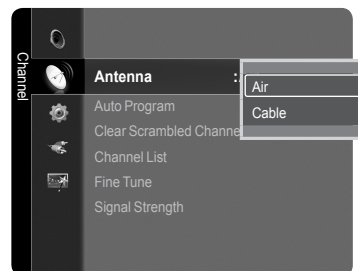 Channel
Antenna :
Air
Cable
Auto Program
Clear Scrambled Channe
Channel List
Fine Tune
Signal Strength